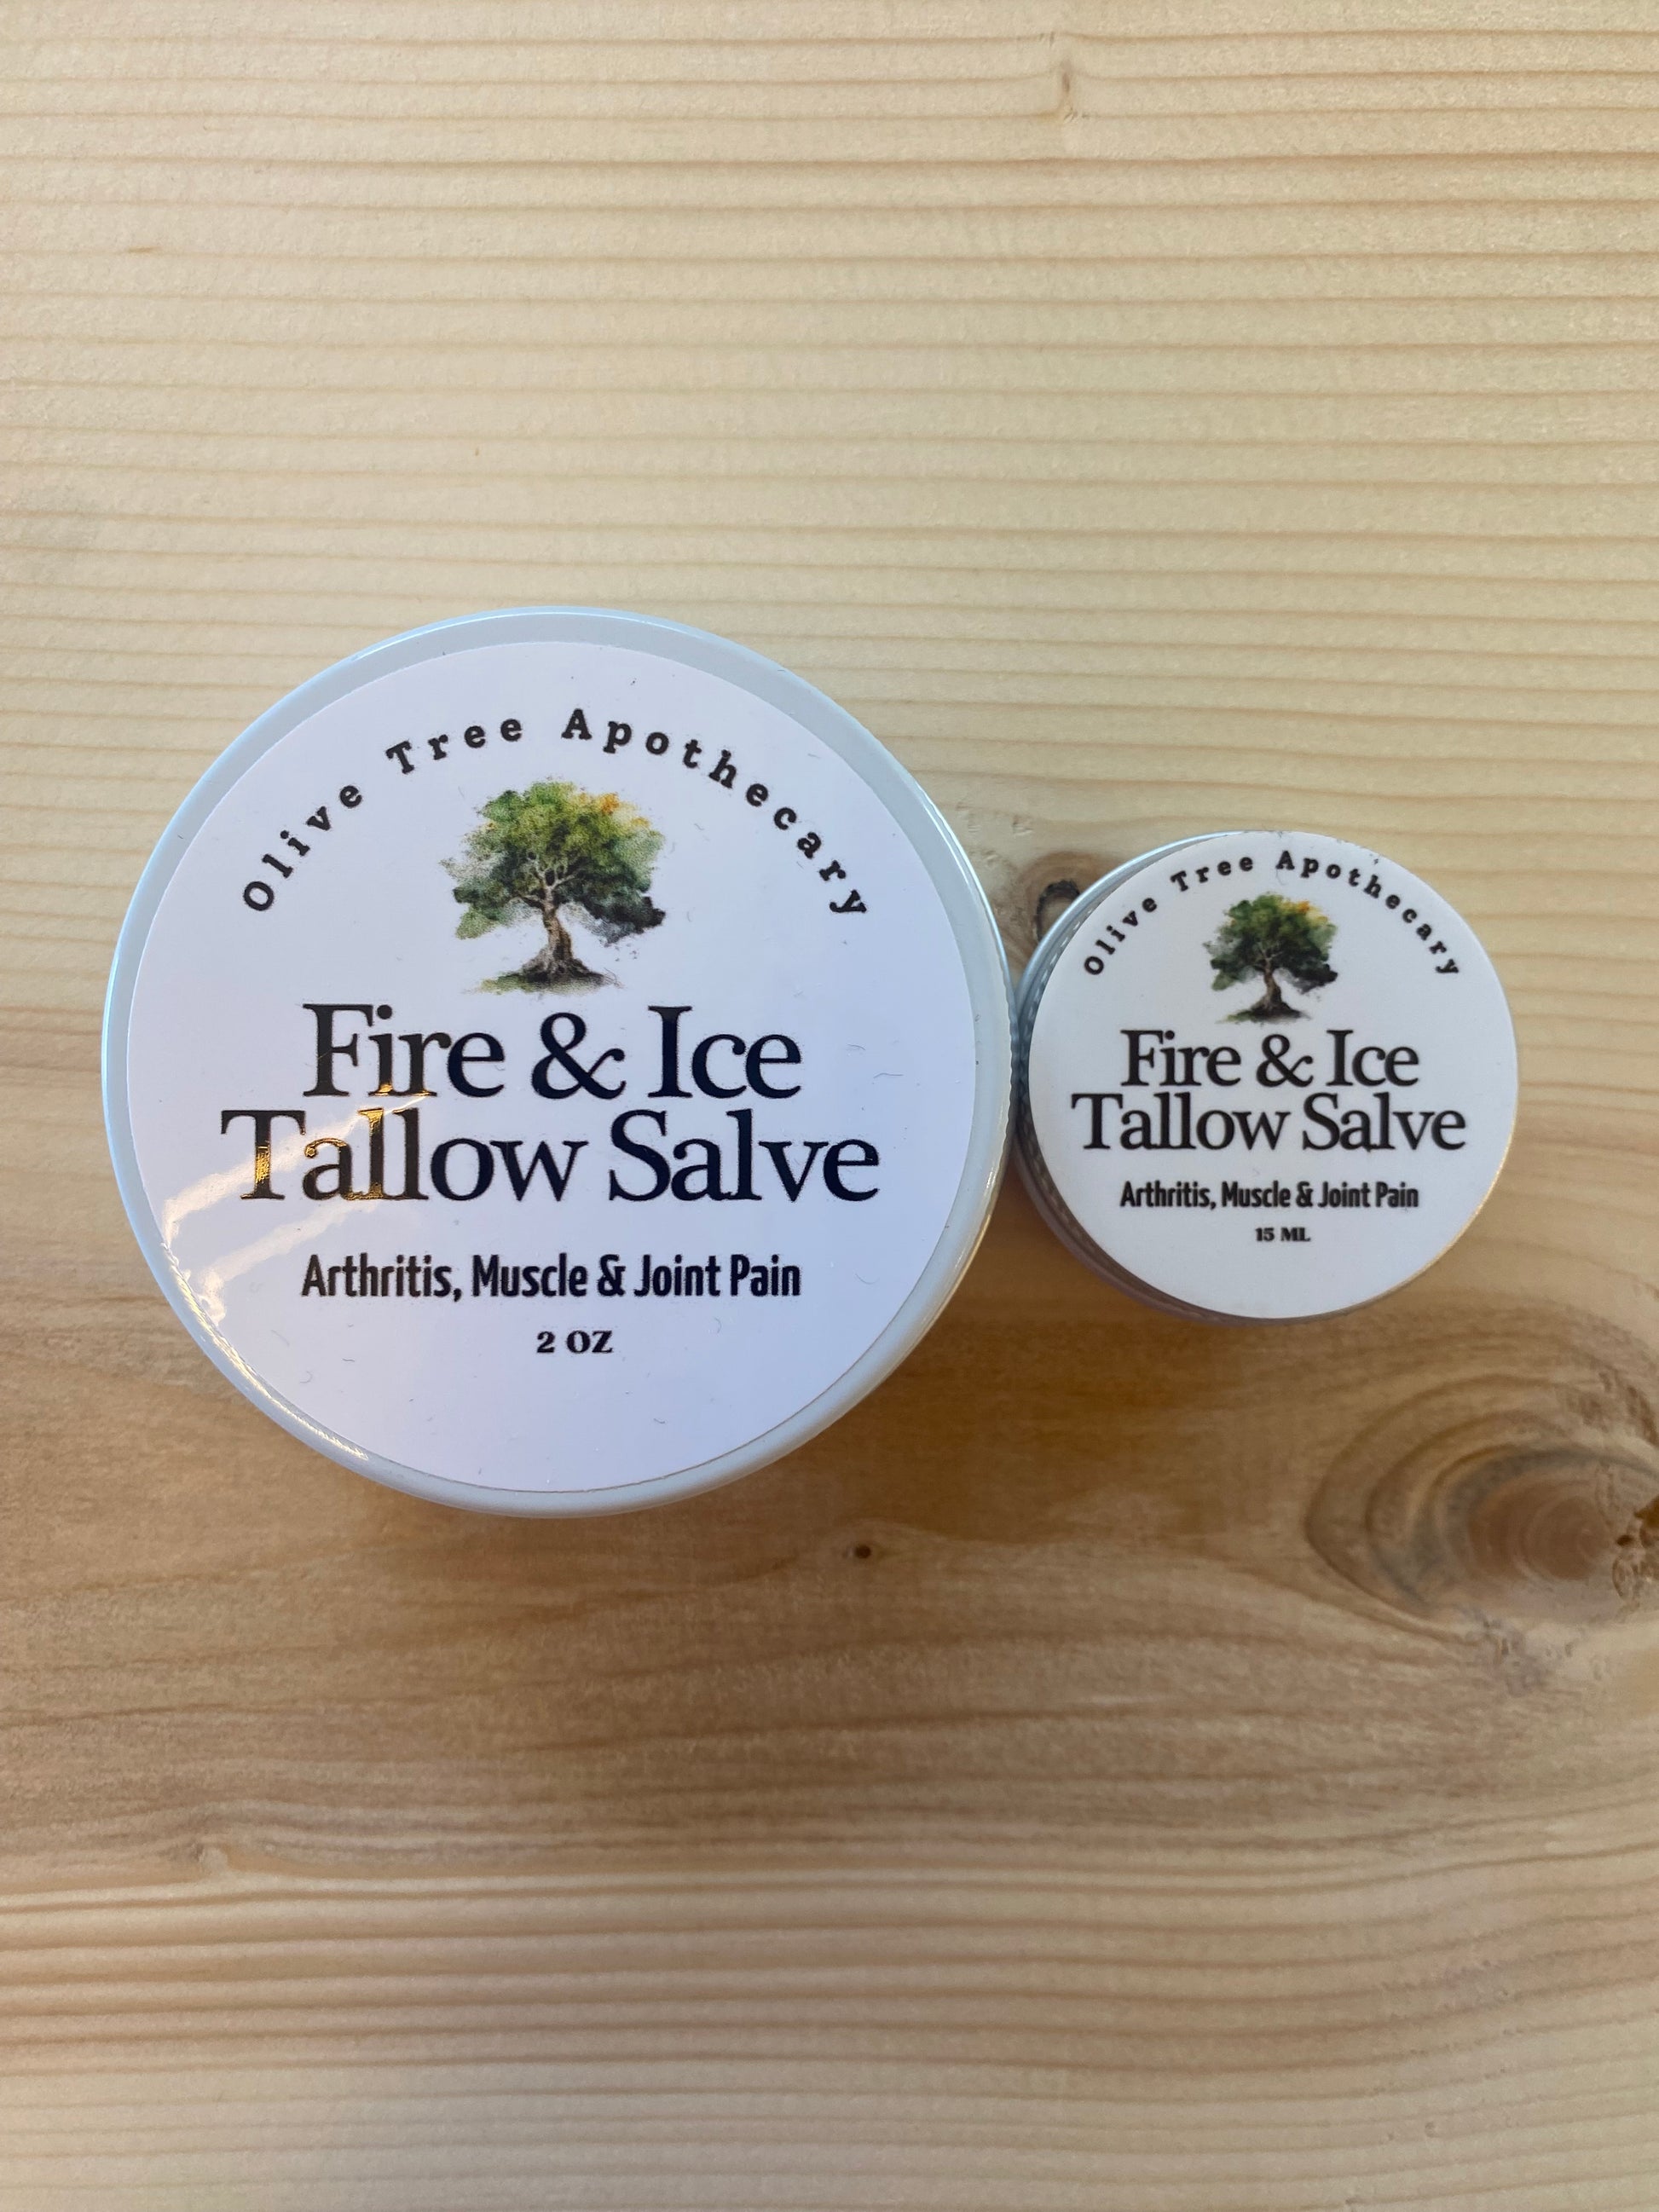 Olive Tree Apothecary
Fire & Ice
Tallow Salve
Arthritis, Muscle & Joint Pain
2 OZ
Olive Tree Apothecary
Fire & Ice
Tallow Salve
Arthritis, Muscle & Joint Pain
15 ML